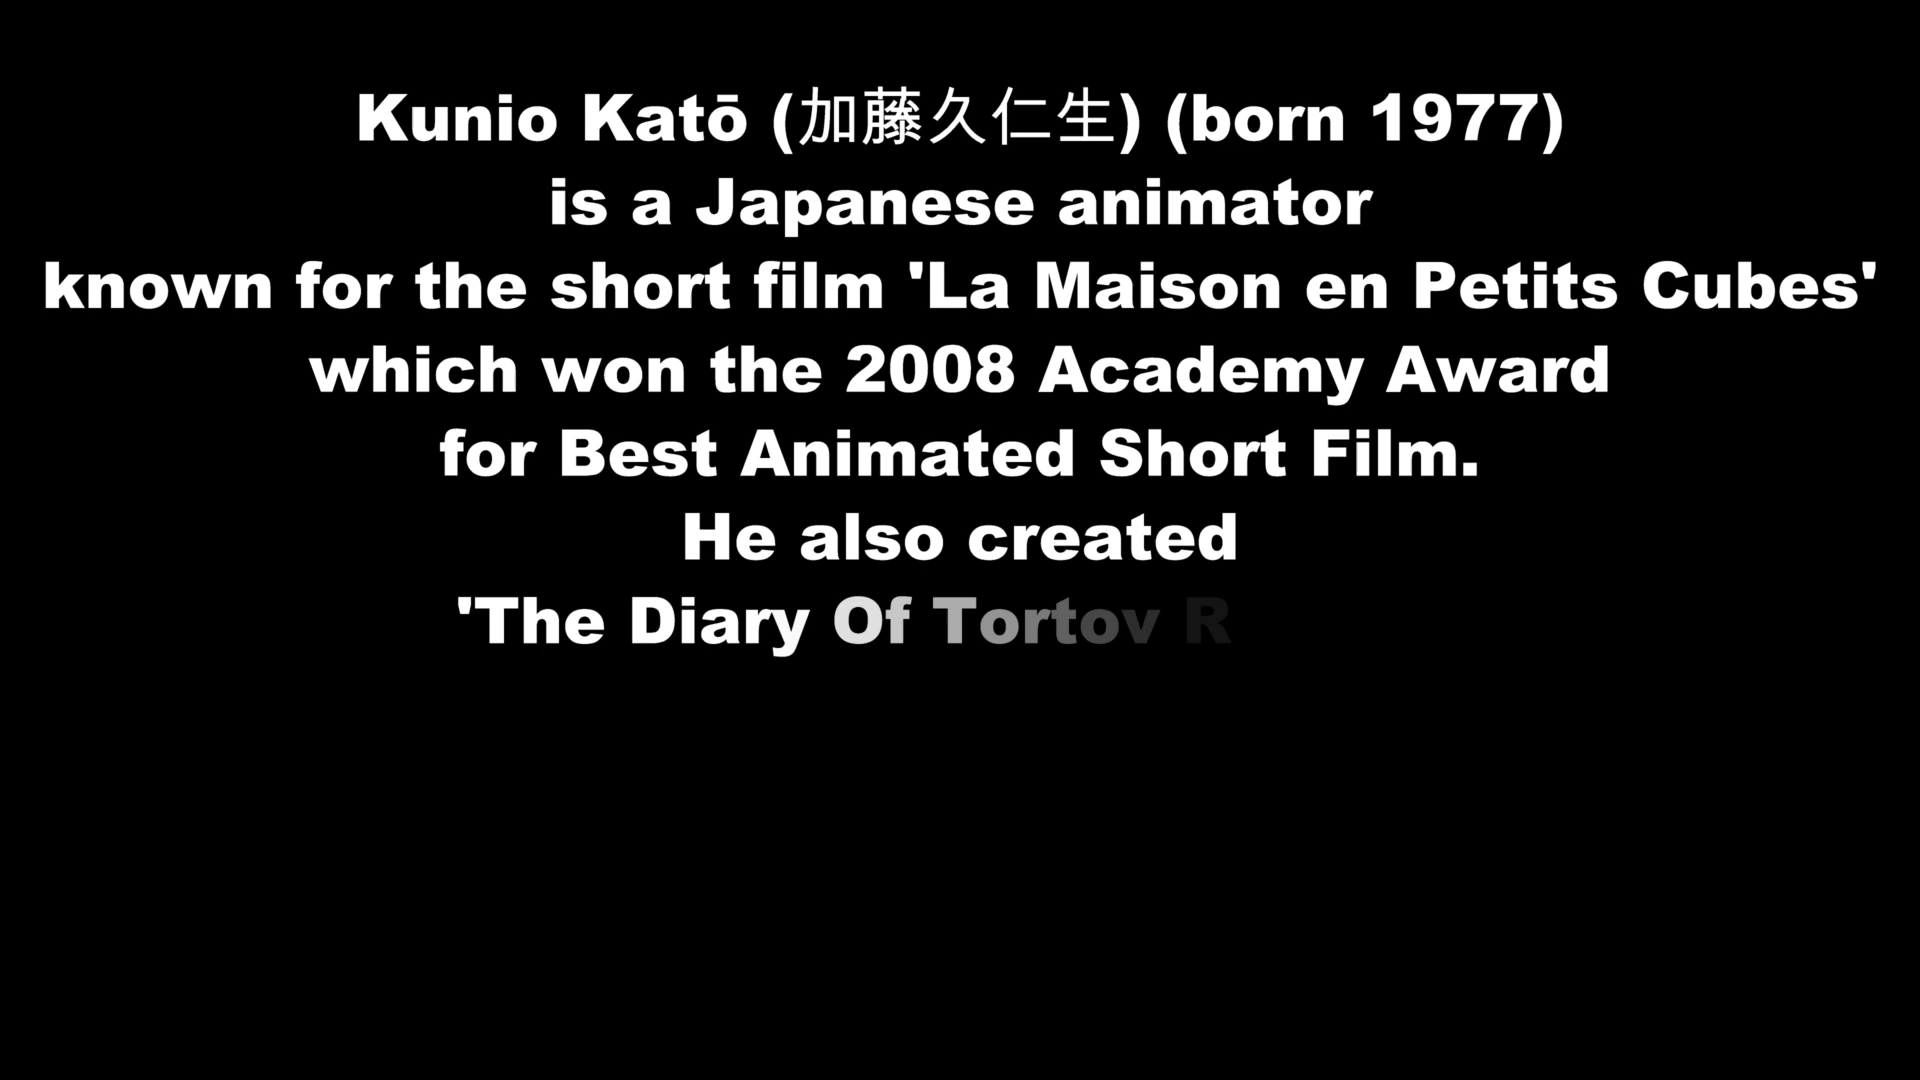 Kunio Katō (加藤久仁生) (born 1977)
is a Japanese animator
known for the short film 'La Maison en Petits Cubes'
which won the 2008 Academy Award
for Best Animated Short Film.
He also created
'The Diary Of Tortov R